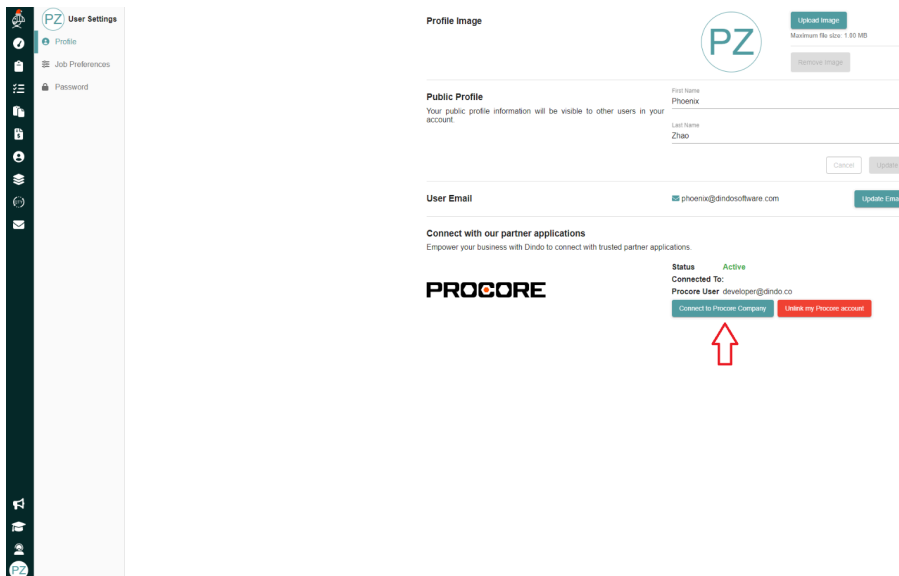 PZ User Settings
Profile
Job Preferences
Password
PZ
Profile Image
PZ
Upload Image
Maximum file size: 1.00 MB
Remove Image
Public Profile
Your public profile information will be visible to other users in your
account.
First Name
Phoenix
Last Name
Zhao
Cancel
Update
User Email
phoenix@dindosoftware.com
Update Emai
Connect with our partner applications
Empower your business with Dindo to connect with trusted partner applications.
PROCORE
Status Active
Connected To:
Procore User developer@dindo.co
Connect to Procore Company
Unlink my Procore account